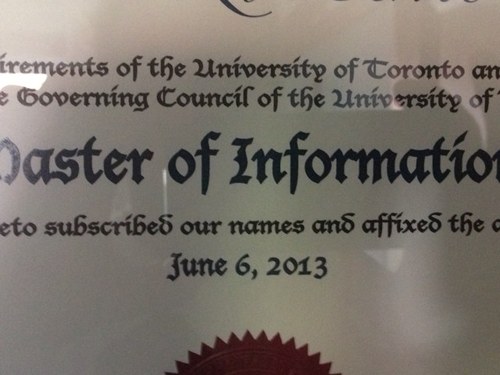 irements of the University of Toronto an
e Governing Council of the University of
Master of Information
eto subscribed our names and affixed the
June 6, 2013